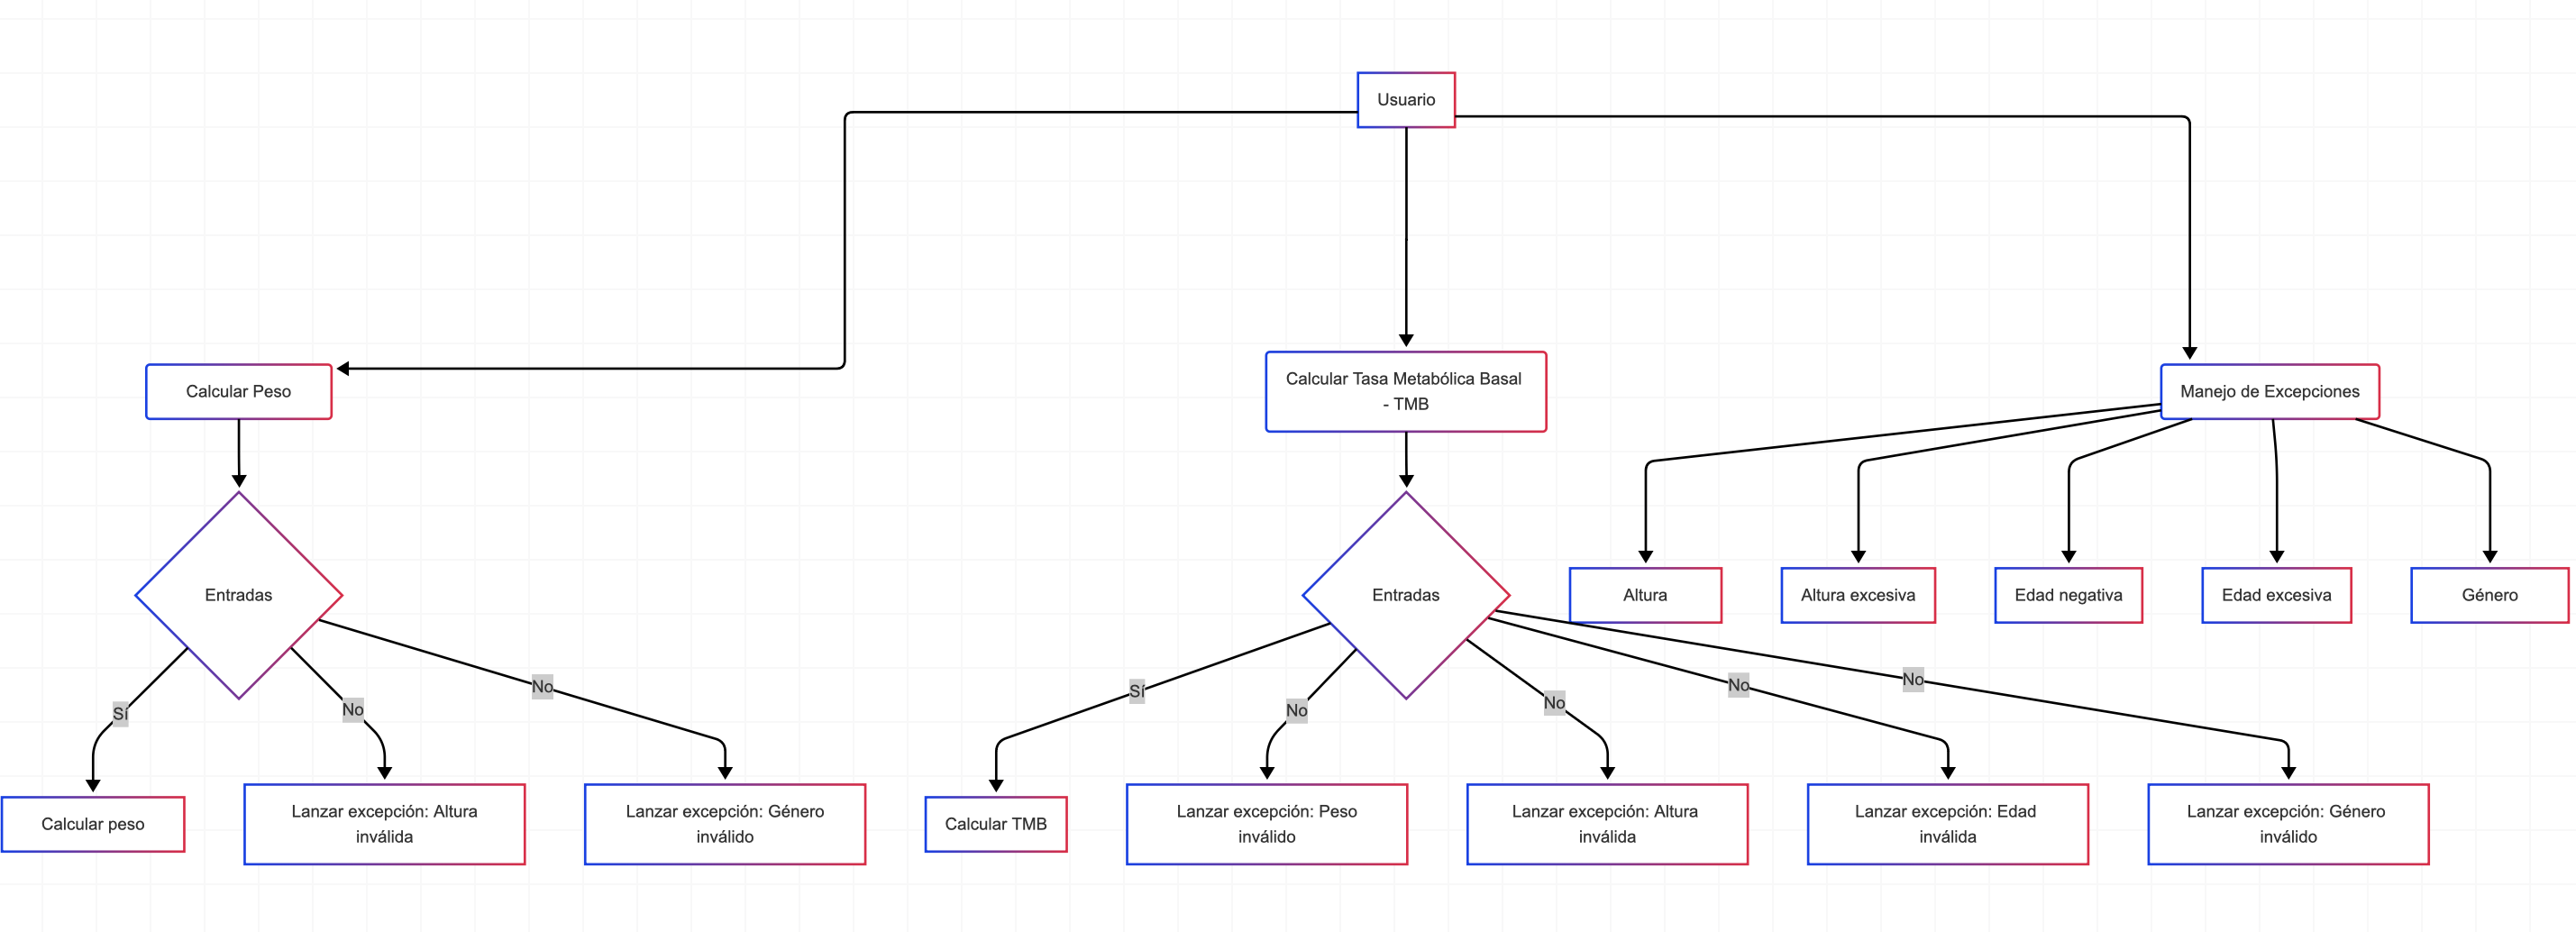 Usuario
Calcular Peso
Calcular Tasa Metabólica Basal
- TMB
Manejo de Excepciones
Entradas
Entradas
Altura
Altura excesiva
Edad negativa
Edad excesiva
Género
Sí
No
No
Sí
No
No
No
No
Calcular peso
Lanzar excepción: Altura
inválida
Lanzar excepción: Género
inválido
Calcular TMB
Lanzar excepción: Peso
inválido
Lanzar excepción: Altura
inválida
Lanzar excepción: Edad
inválida
Lanzar excepción: Género
inválido